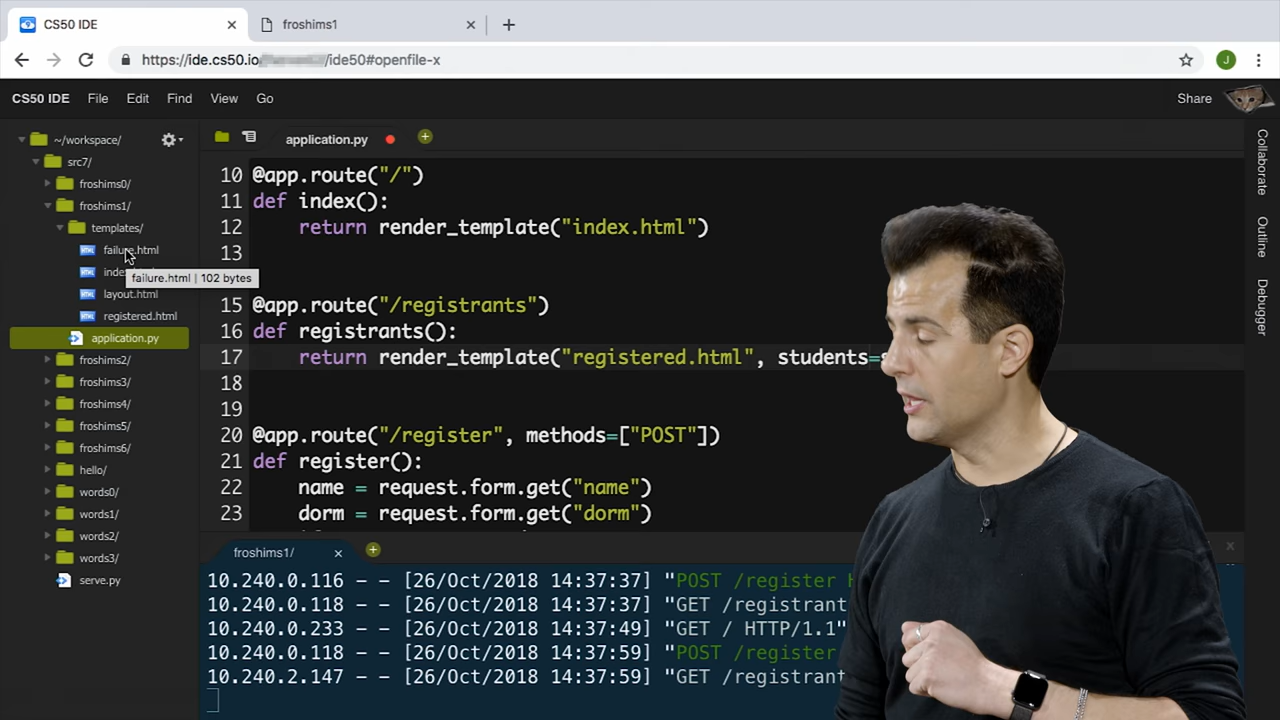 CS50 IDE
froshims1
https://ide.cs50.io/ /ide50#openfile-x
J
CS50 IDE File Edit Find View Go
Share
~/workspace/
src7/
froshims0/
froshims1/
templates/
failure.html
failure.html | 102 bytes
layout.html
registered.html
application.py
froshims2/
froshims3/
froshims4/
froshims5/
froshims6/
hello/
words0/
words1/
words2/
words3/
serve.py
application.py
10 @app.route("/")
11 def index():
12 return render_template("index.html")
13
15 @app.route("/registrants")
16 def registrants():
17 return render_template("registered.html", students=
18
19
20 @app.route("/register", methods=["POST"])
21 def register():
22 name = request.form.get("name")
23 dorm = request.form.get("dorm")
froshims1/
10.240.0.116 - - [26/Oct/2018 14:37:37] "POST /register
10.240.0.118 - - [26/Oct/2018 14:37:37] "GET /registrant
10.240.0.233 - - [26/Oct/2018 14:37:49] "GET / HTTP/1.1"
10.240.0.118 - - [26/Oct/2018 14:37:59] "POST /register
10.240.2.147 - - [26/Oct/2018 14:37:59] "GET /registrant
Collaborate
Outline
Debugger